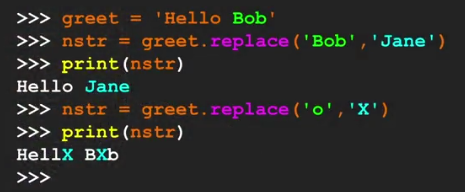 >>> greet = 'Hello Bob'
>>> nstr = greet.replace('Bob','Jane')
>>> print(nstr)
Hello Jane
>>> nstr = greet.replace('o','X')
>>> print(nstr)
HellX BXb
>>>